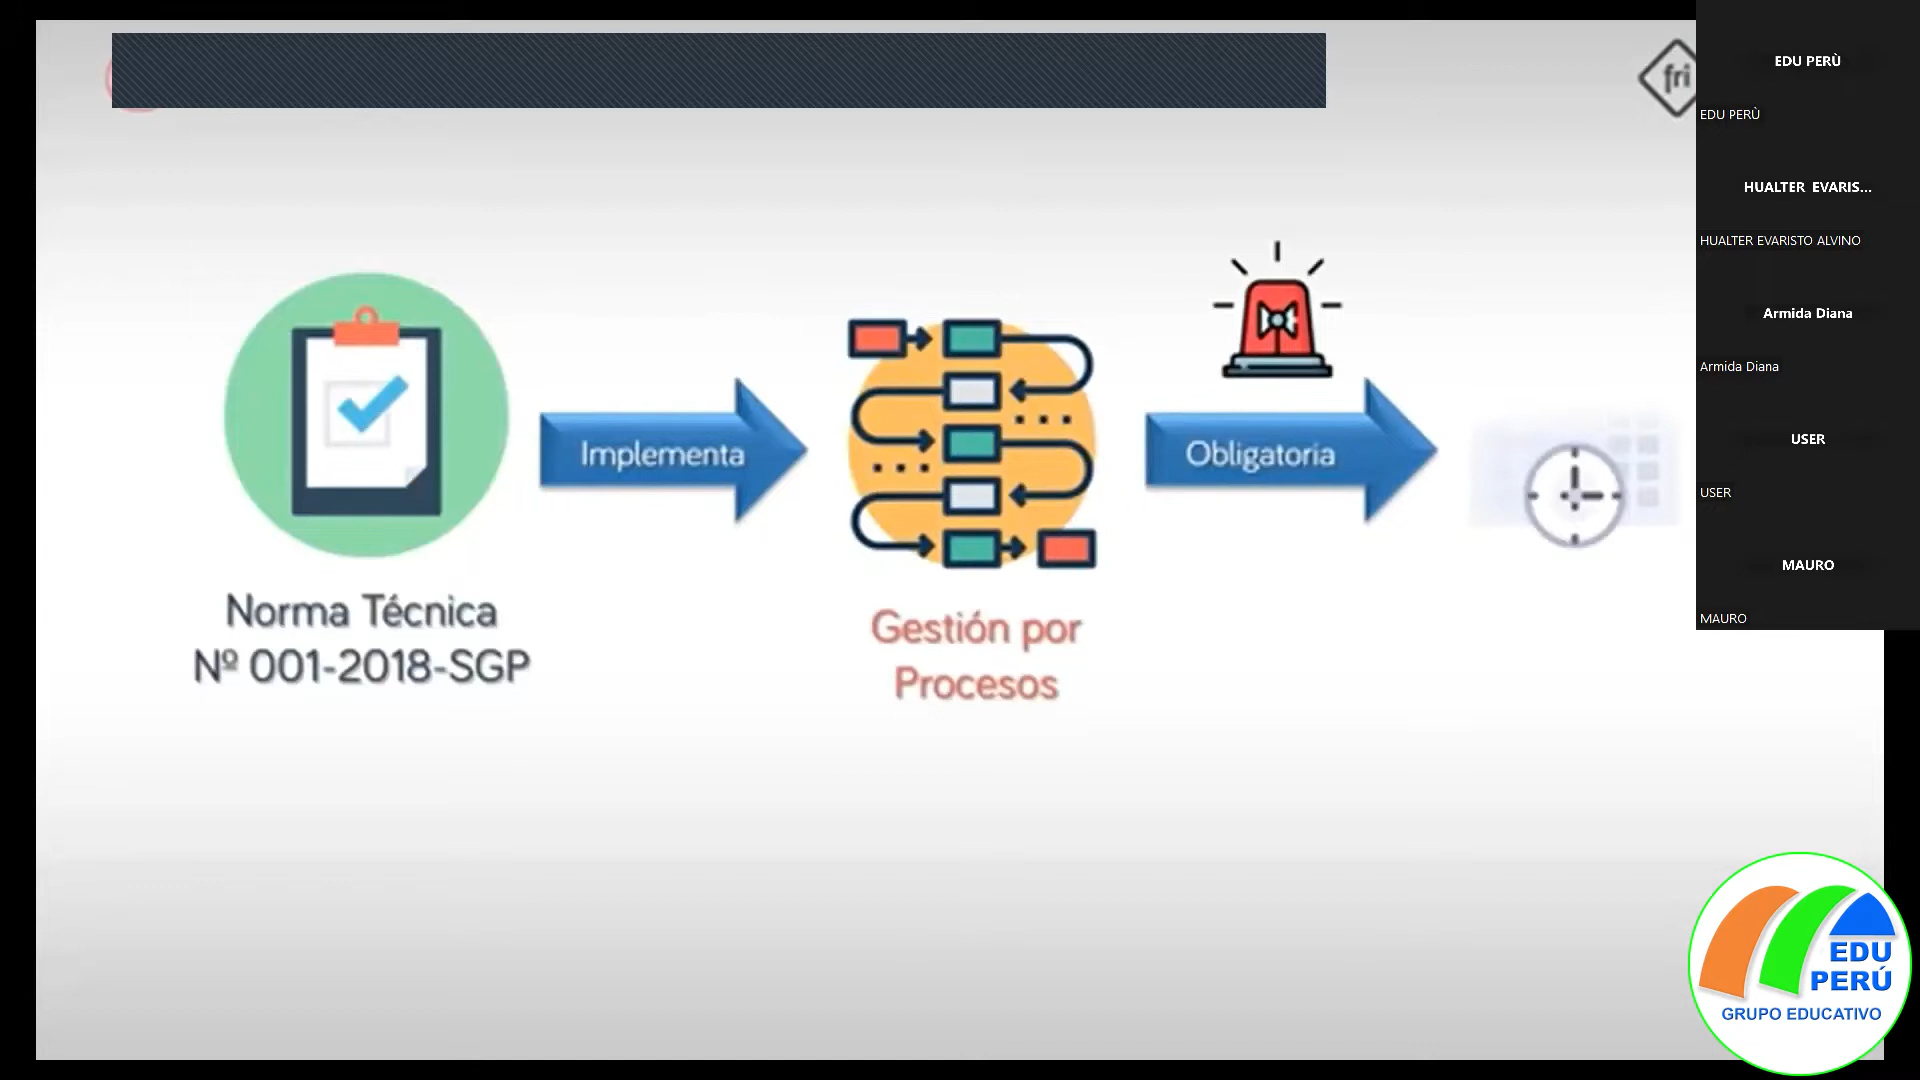 fri
EDU PERÙ
EDU PERÙ
HUALTER EVARIS...
HUALTER EVARISTO ALVINO
Armida Diana
Armida Diana
USER
USER
MAURO
MAURO
Implementa
Obligatoria
Norma Técnica
Nº 001-2018-SGP
Gestión por
Procesos
EDU
PERÚ
GRUPO EDUCATIVO